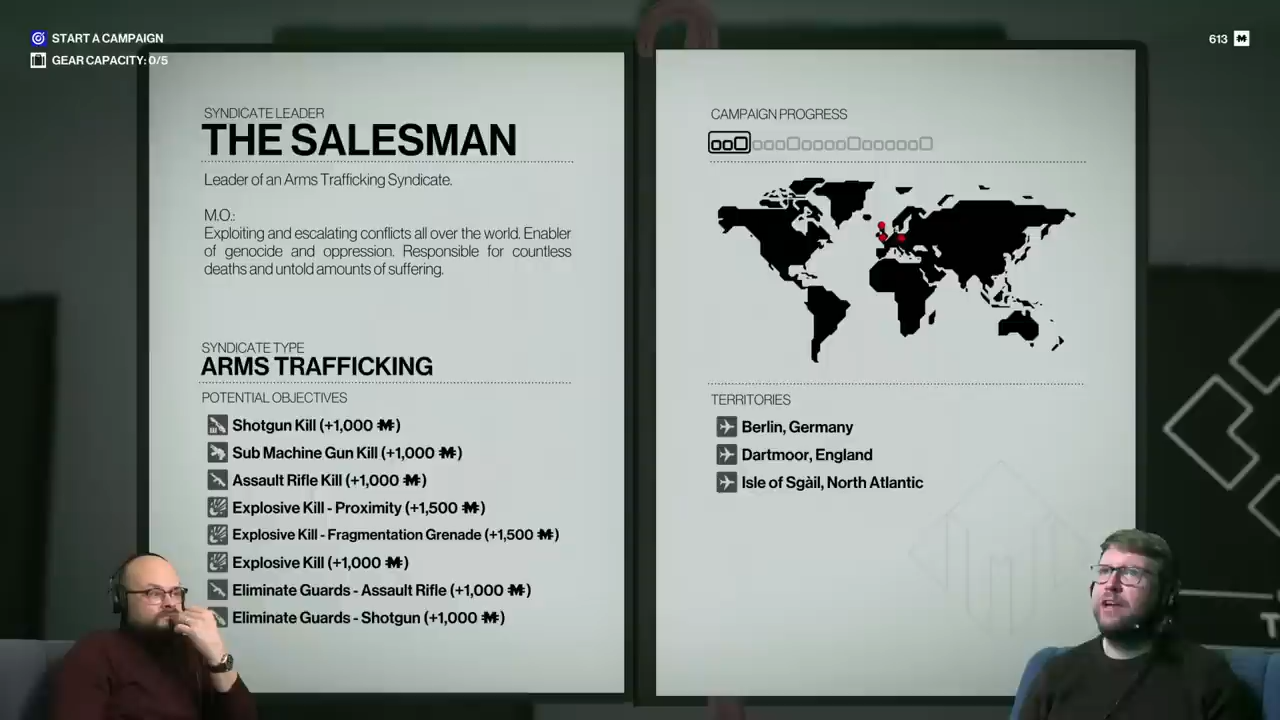 START A CAMPAIGN
GEAR CAPACITY: 0/5
613
SYNDICATE LEADER
THE SALESMAN
Leader of an Arms Trafficking Syndicate.
M.O.:
Exploiting and escalating conflicts all over the world. Enabler
of genocide and oppression. Responsible for countless
deaths and untold amounts of suffering.
SYNDICATE TYPE
ARMS TRAFFICKING
POTENTIAL OBJECTIVES
Shotgun Kill (+1,000)
Sub Machine Gun Kill (+1,000)
Assault Rifle Kill (+1,000)
Explosive Kill - Proximity (+1,500)
Explosive Kill - Fragmentation Grenade (+1,500)
Explosive Kill (+1,000)
Eliminate Guards - Assault Rifle (+1,000)
Eliminate Guards - Shotgun (+1,000)
CAMPAIGN PROGRESS
TERRITORIES
Berlin, Germany
Dartmoor, England
Isle of Sgàil, North Atlantic